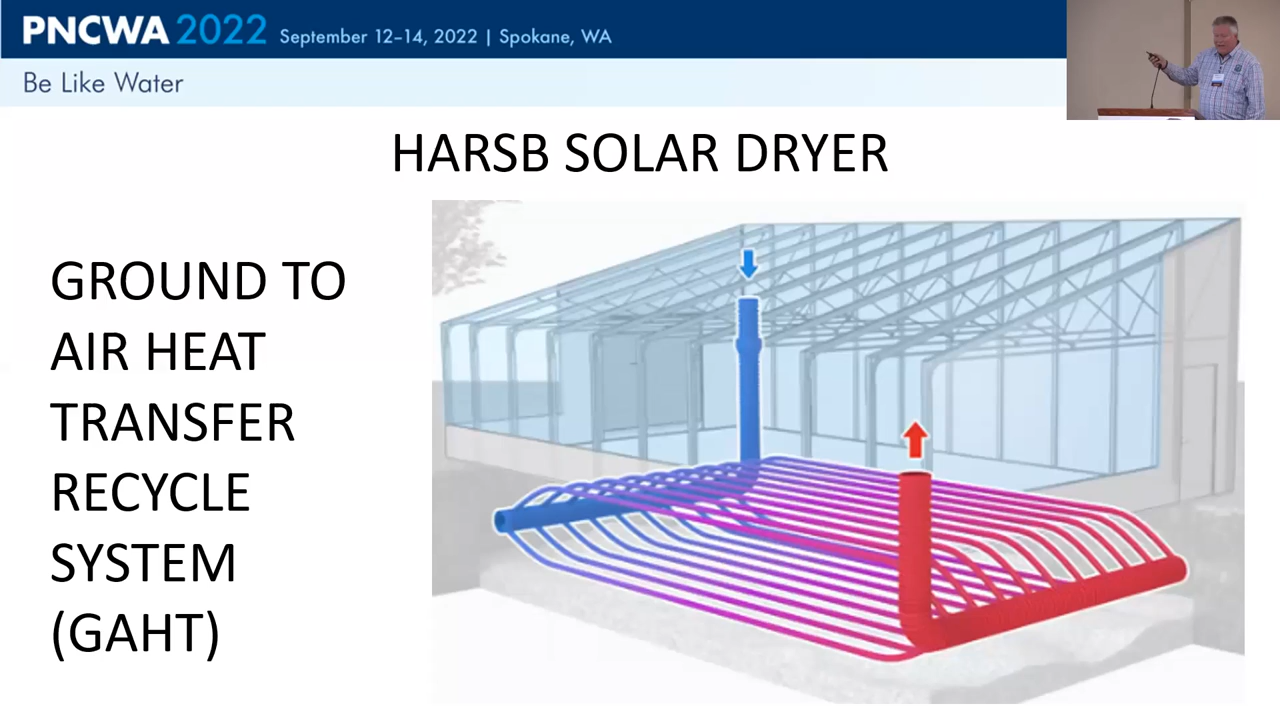 PNCWA 2022 September 12–14, 2022 | Spokane, WA
Be Like Water
HARSB SOLAR DRYER
GROUND TO
AIR HEAT
TRANSFER
RECYCLE
SYSTEM
(GAHT)